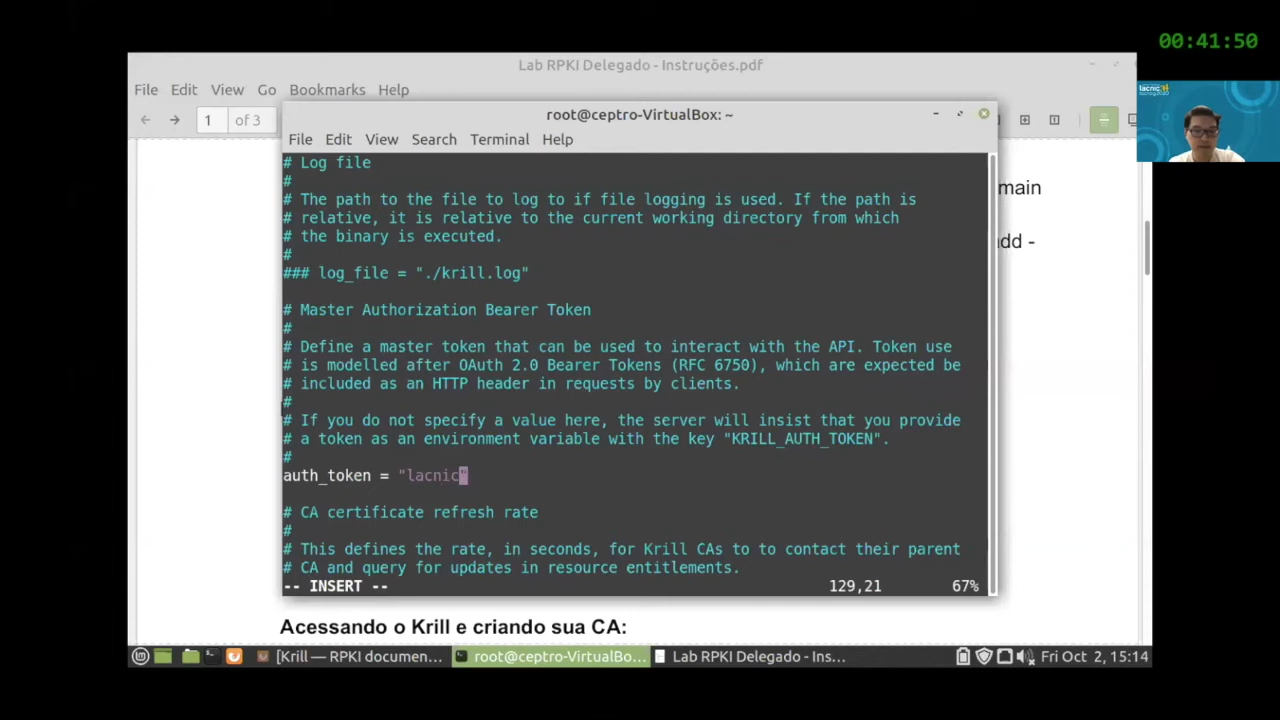 00:41:50
Lab RPKI Delegado - Instruções.pdf
File Edit View Go Bookmarks Help
1 of 3
root@ceptro-VirtualBox: ~
File Edit View Search Terminal Help
main
add -
# Log file
#
# The path to the file to log to if file logging is used. If the path is
# relative, it is relative to the current working directory from which
# the binary is executed.
#
### log_file = "./krill.log"
# Master Authorization Bearer Token
#
# Define a master token that can be used to interact with the API. Token use
# is modelled after OAuth 2.0 Bearer Tokens (RFC 6750), which are expected be
# included as an HTTP header in requests by clients.
#
# If you do not specify a value here, the server will insist that you provide
# a token as an environment variable with the key "KRILL_AUTH_TOKEN".
#
auth_token = "lacnic"
# CA certificate refresh rate
#
# This defines the rate, in seconds, for Krill CAs to to contact their parent
# CA and query for updates in resource entitlements.
-- INSERT -- 129,21 67%
Acessando o Krill e criando sua CA:
[Krill — RPKI documen... root@ceptro-VirtualBo... Lab RPKI Delegado - Ins... Fri Oct 2, 15:14
lacnic